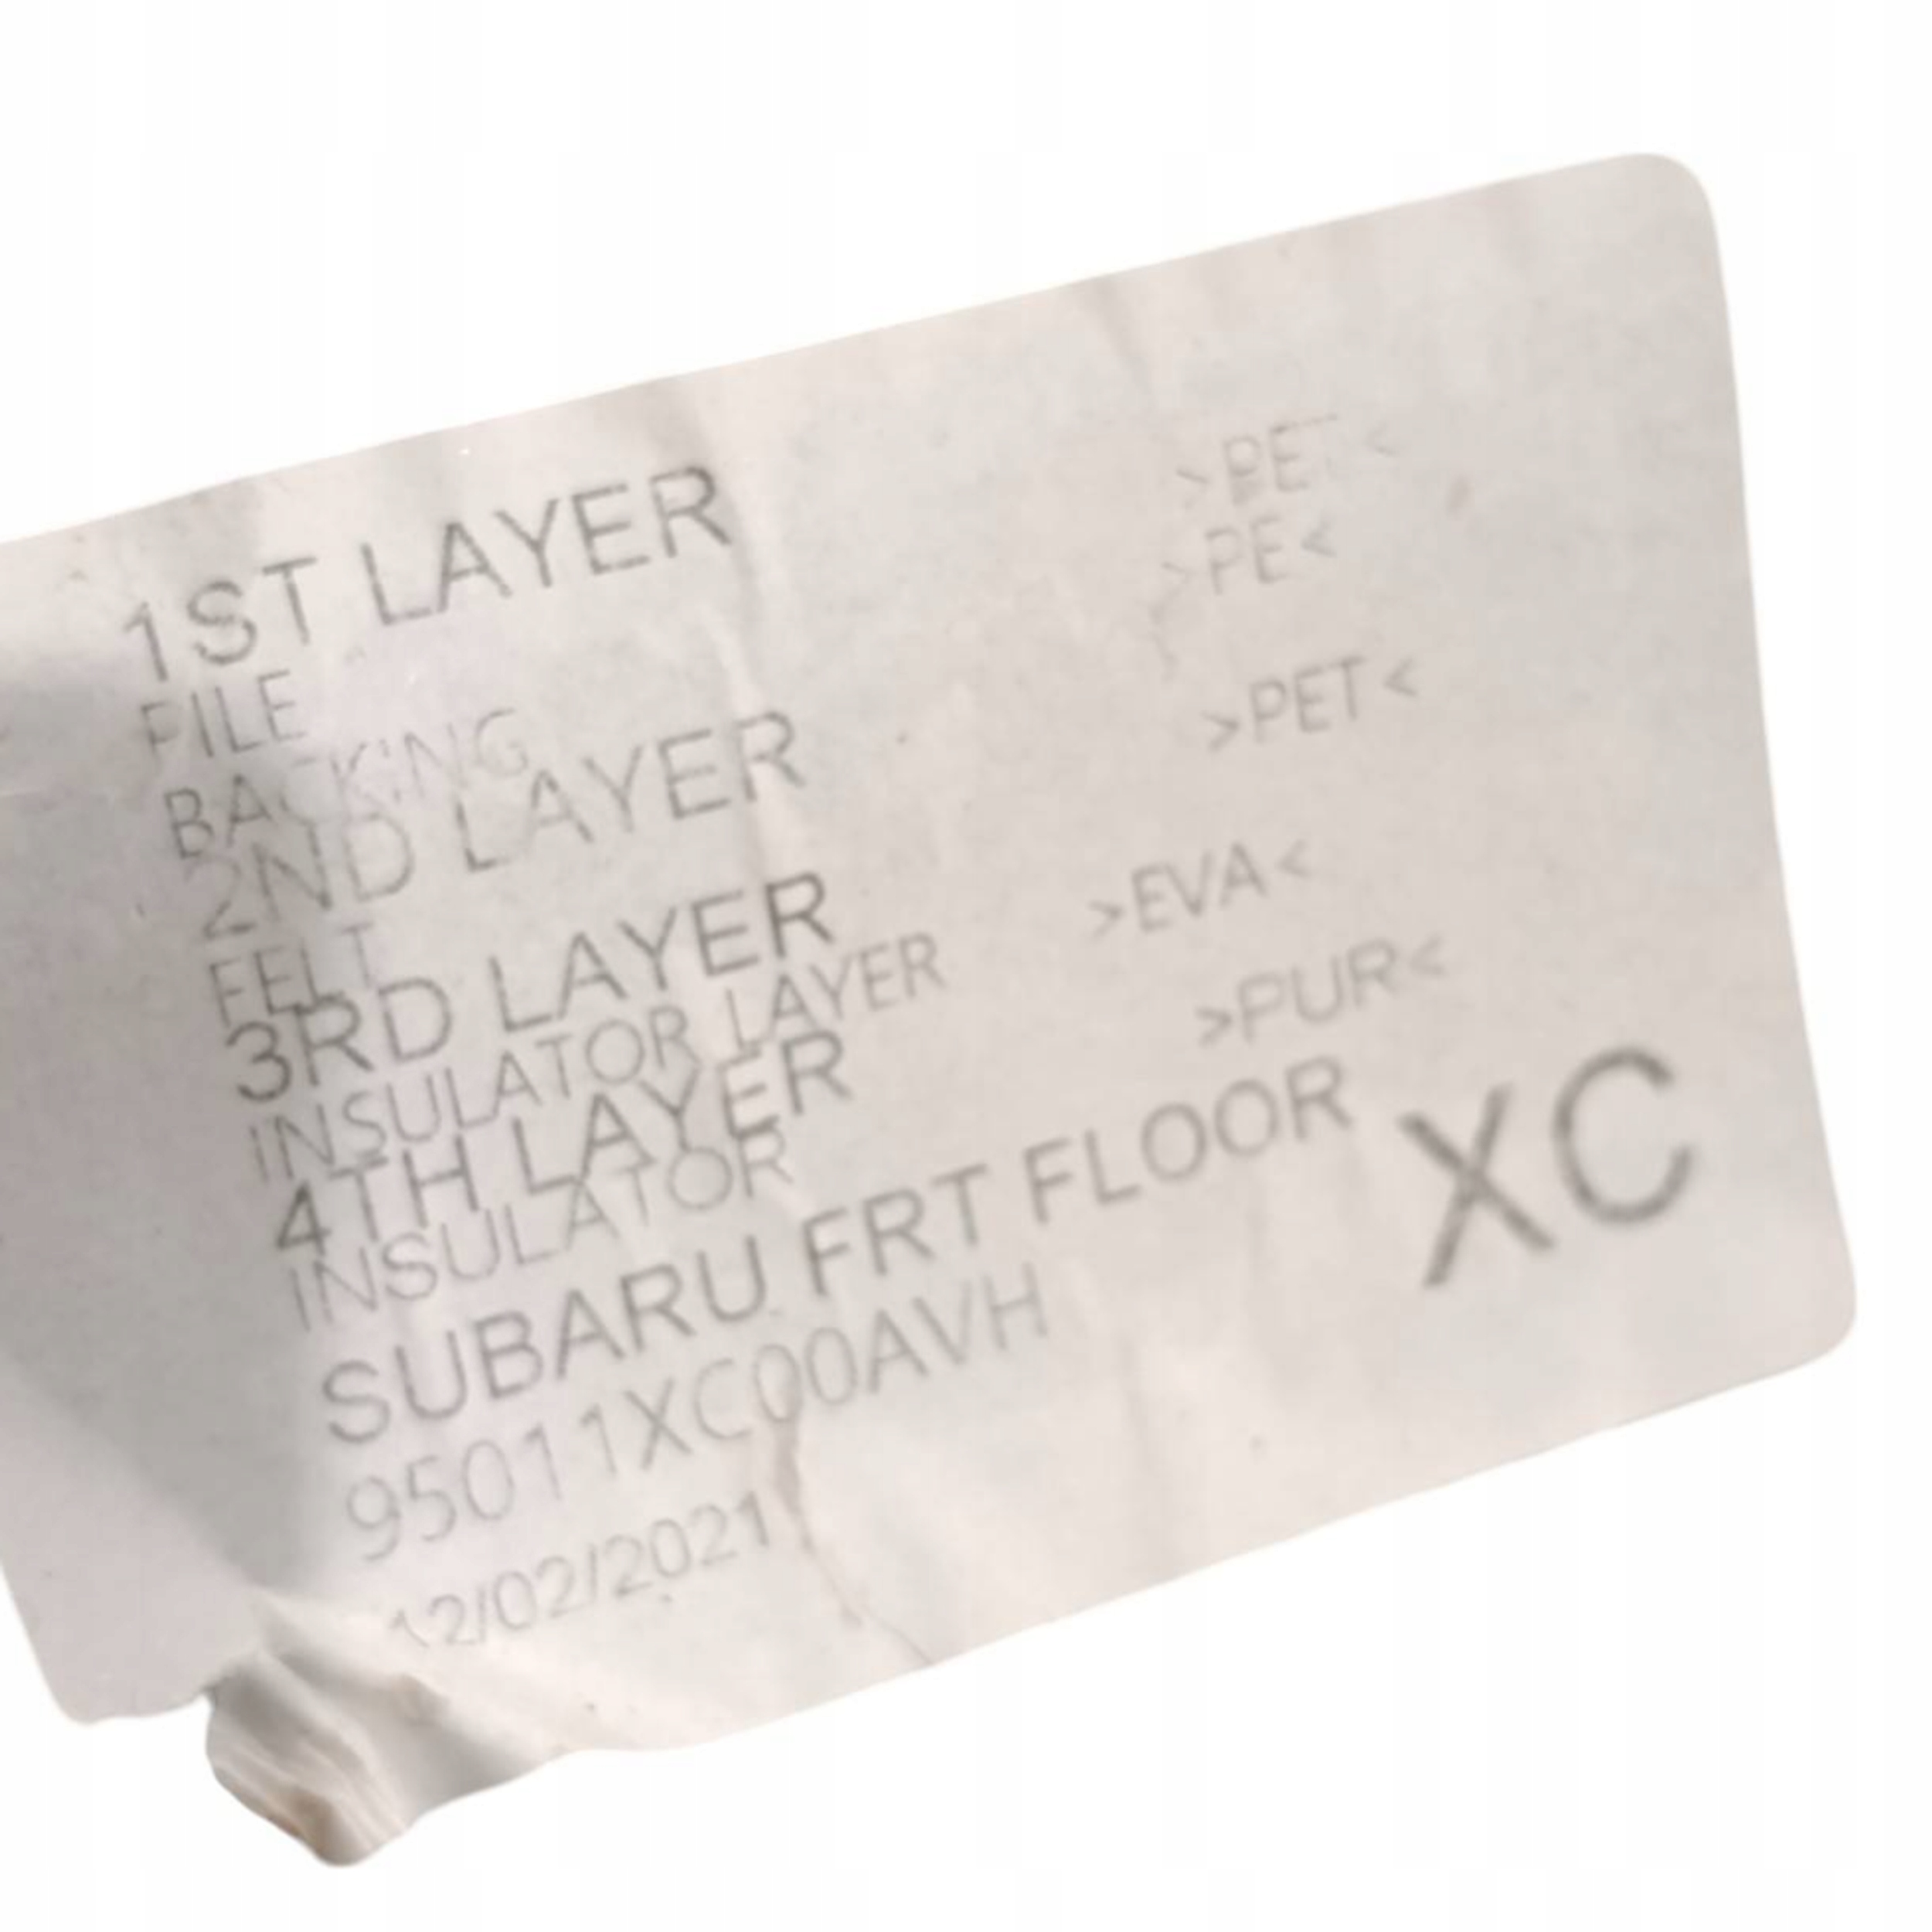 1ST LAYER
PILE >PET<
BACKING >PE<
2ND LAYER
FELT >PET<
3RD LAYER
INSULATOR LAYER >EVA<
4TH LAYER
INSULATOR >PUR<
SUBARU FRT FLOOR
95011XC00AVH XC
12/02/2021